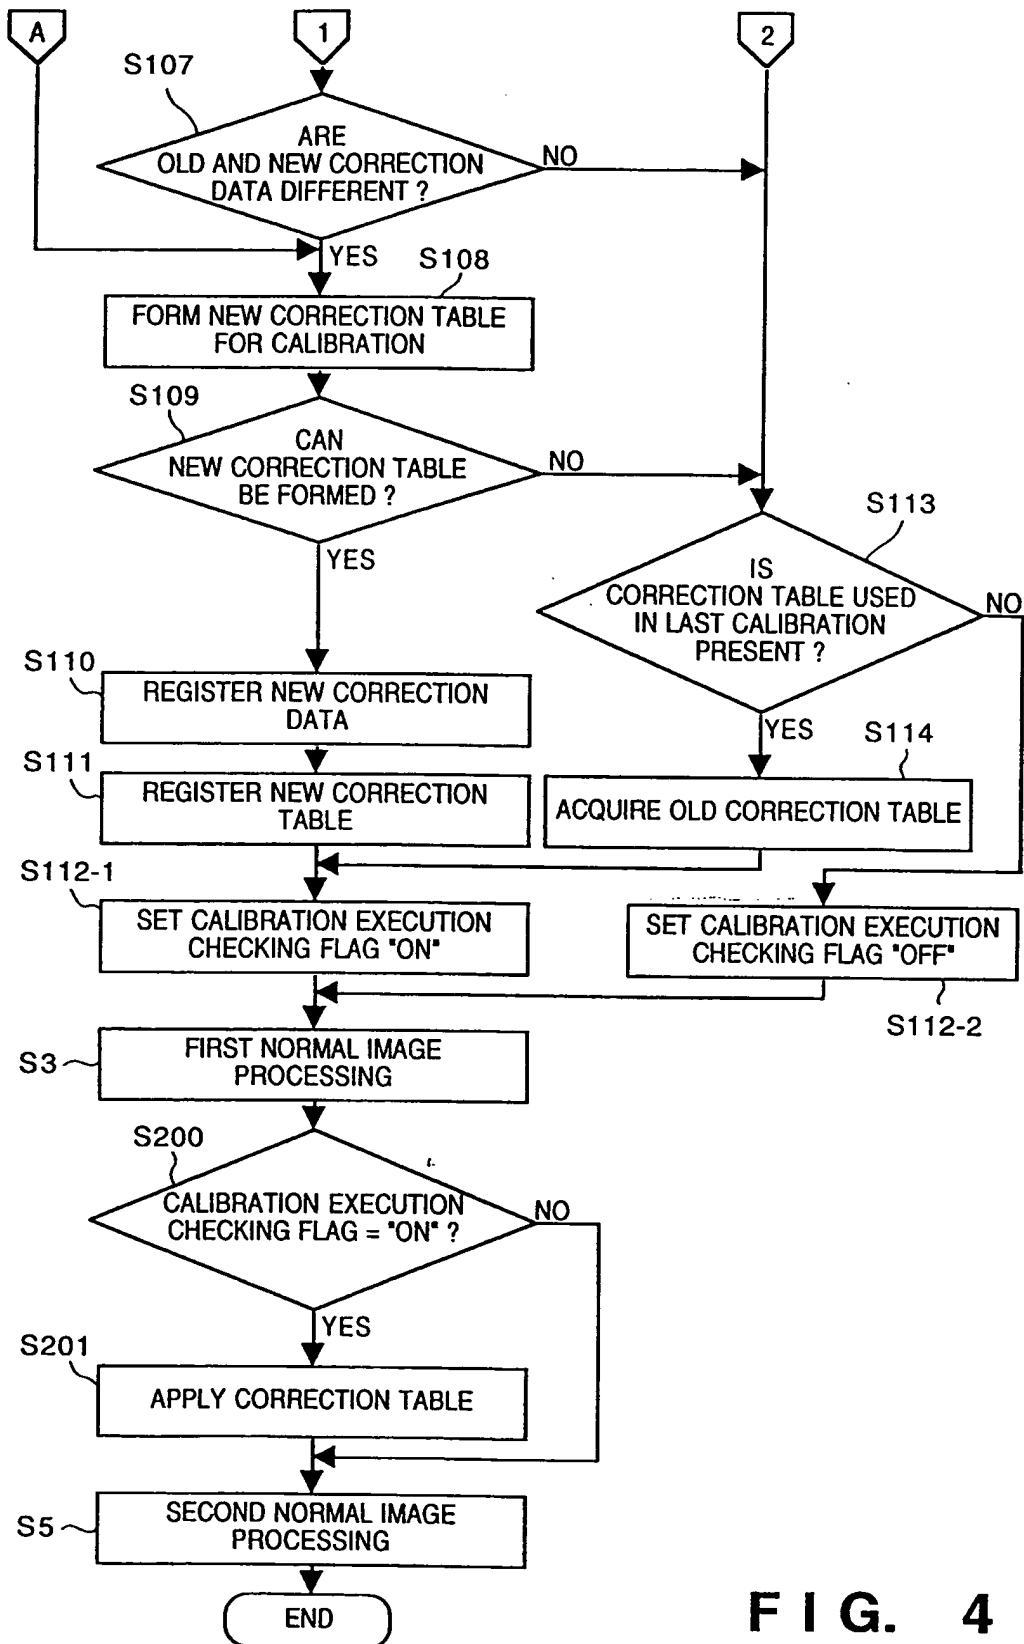 A
1
2
S107
ARE
OLD AND NEW CORRECTION
DATA DIFFERENT ?
NO
YES
S108
FORM NEW CORRECTION TABLE
FOR CALIBRATION
S109
CAN
NEW CORRECTION TABLE
BE FORMED ?
NO
YES
S113
IS
CORRECTION TABLE USED
IN LAST CALIBRATION
PRESENT ?
NO
YES
S110
REGISTER NEW CORRECTION
DATA
S114
ACQUIRE OLD CORRECTION TABLE
S111
REGISTER NEW CORRECTION
TABLE
S112-1
SET CALIBRATION EXECUTION
CHECKING FLAG "ON"
SET CALIBRATION EXECUTION
CHECKING FLAG "OFF"
S112-2
S3
FIRST NORMAL IMAGE
PROCESSING
S200
CALIBRATION EXECUTION
CHECKING FLAG = "ON" ?
NO
YES
S201
APPLY CORRECTION TABLE
S5
SECOND NORMAL IMAGE
PROCESSING
END
FIG. 4